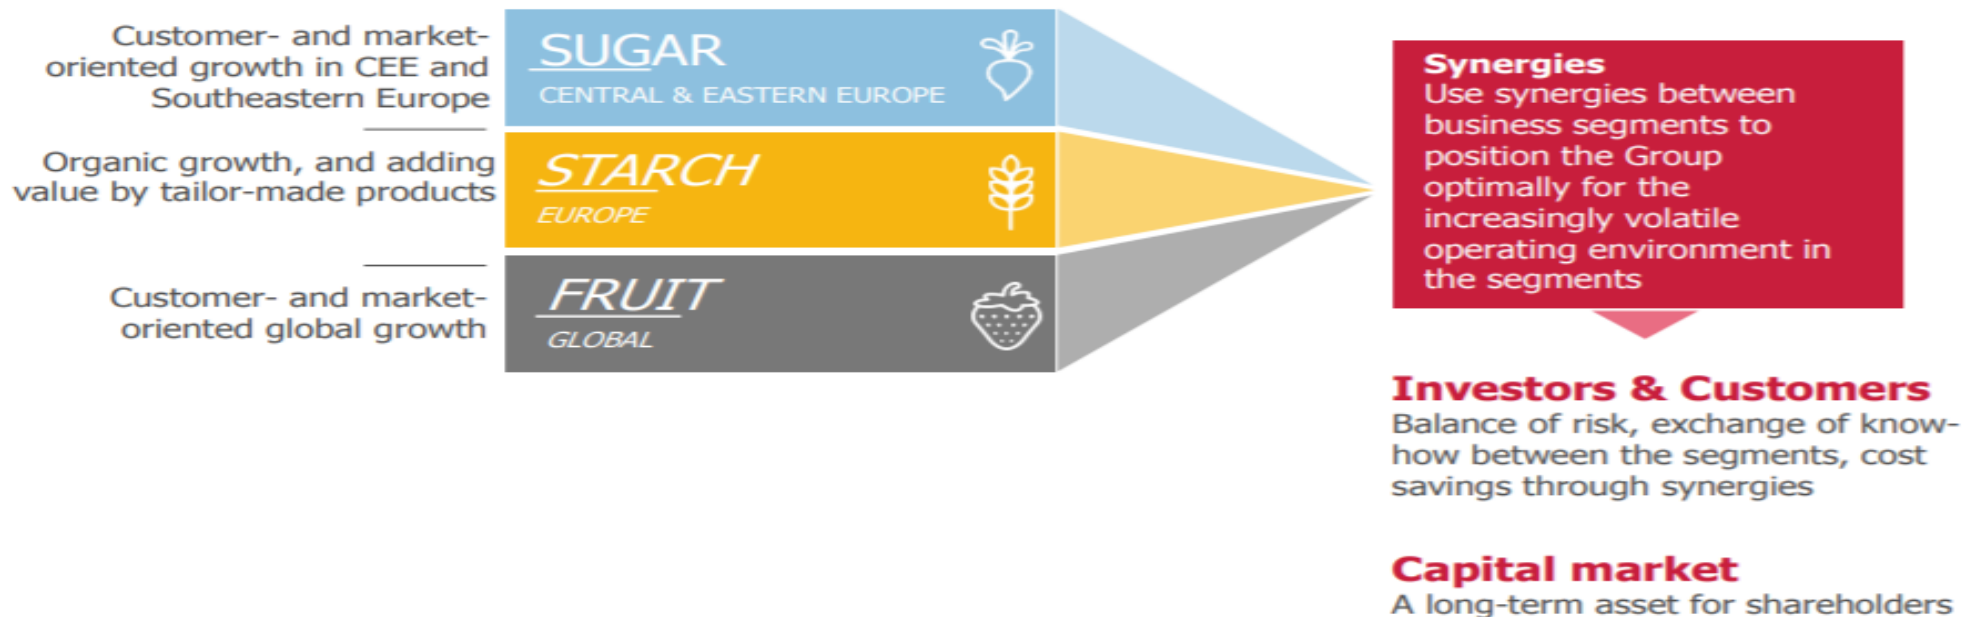 Customer- and market-
oriented growth in CEE and
Southeastern Europe
Organic growth, and adding
value by tailor-made products
Customer- and market-
oriented global growth
SUGAR
CENTRAL & EASTERN EUROPE
STARCH
EUROPE
FRUIT
GLOBAL
Synergies
Use synergies between
business segments to
position the Group
optimally for the
increasingly volatile
operating environment in
the segments
Investors & Customers
Balance of risk, exchange of know-
how between the segments, cost
savings through synergies
Capital market
A long-term asset for shareholders